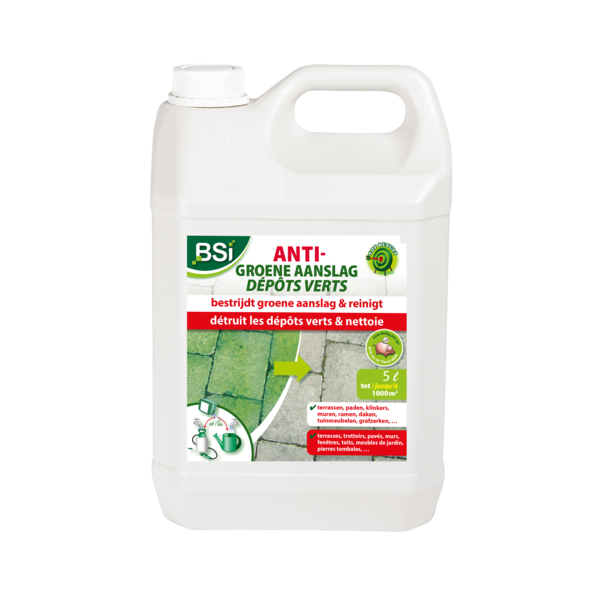 BSi
ANTI-
GROENE AANSLAG
DÉPÔTS VERTS
bestrijdt groene aanslag & reinigt
détruit les dépôts verts & nettoie
5 ℓ
tot / jusqu'à
1000 m²
of / ou
terrassen, paden, klinkers,
muren, ramen, daken,
tuinmeubelen, grafzerken, ...
terrasses, trottoirs, pavés, murs,
fenêtres, toits, meubles de jardin,
pierres tombales, ...